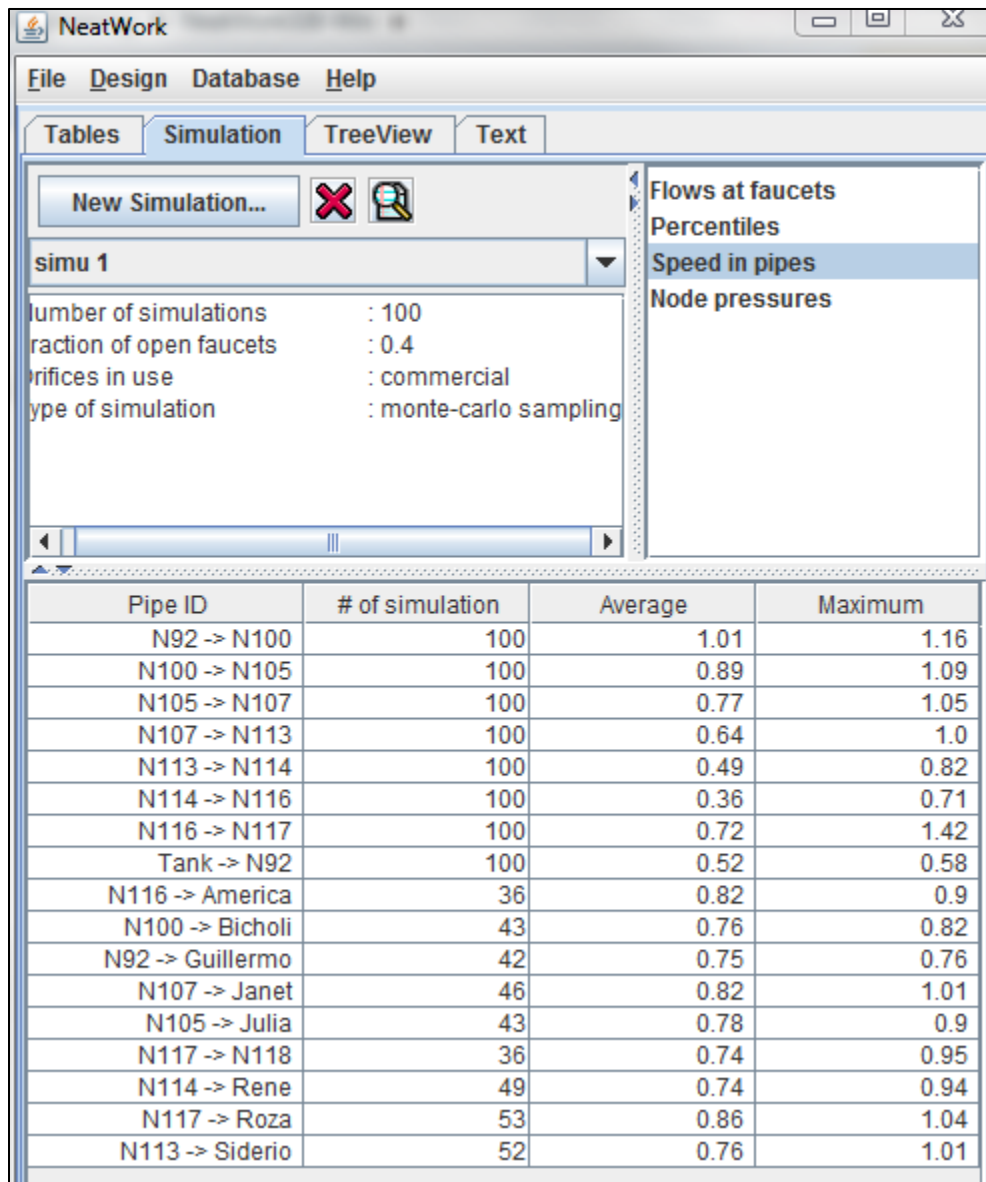 NeatWork
File Design Database Help
Tables Simulation TreeView Text
New Simulation...
simu 1
umber of simulations : 100
raction of open faucets : 0.4
rifices in use : commercial
ype of simulation : monte-carlo sampling
Flows at faucets
Percentiles
Speed in pipes
Node pressures
Pipe ID # of simulation Average Maximum
N92 -> N100 100 1.01 1.16
N100 -> N105 100 0.89 1.09
N105 -> N107 100 0.77 1.05
N107 -> N113 100 0.64 1.0
N113 -> N114 100 0.49 0.82
N114 -> N116 100 0.36 0.71
N116 -> N117 100 0.72 1.42
Tank -> N92 100 0.52 0.58
N116 -> America 36 0.82 0.9
N100 -> Bicholi 43 0.76 0.82
N92 -> Guillermo 42 0.75 0.76
N107 -> Janet 46 0.82 1.01
N105 -> Julia 43 0.78 0.9
N117 -> N118 36 0.74 0.95
N114 -> Rene 49 0.74 0.94
N117 -> Roza 53 0.86 1.04
N113 -> Siderio 52 0.76 1.01